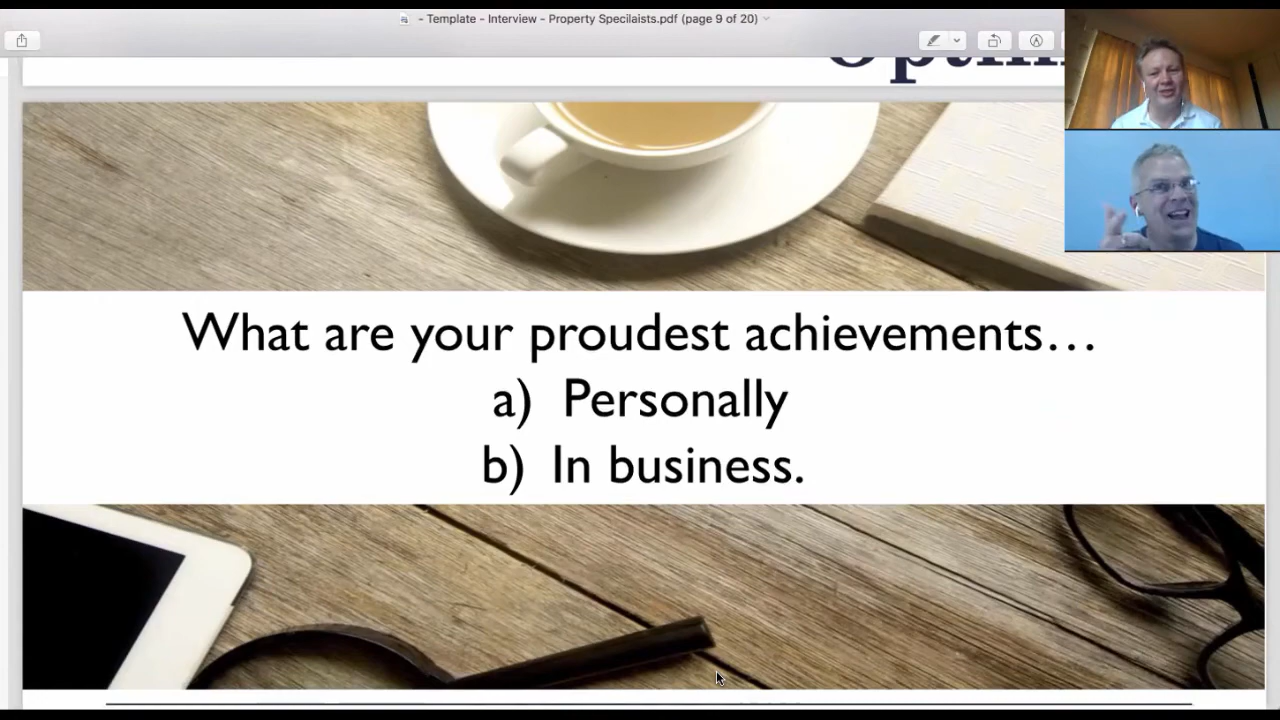 - Template - Interview - Property Specilaists.pdf (page 9 of 20)
What are your proudest achievements...
a) Personally
b) In business.